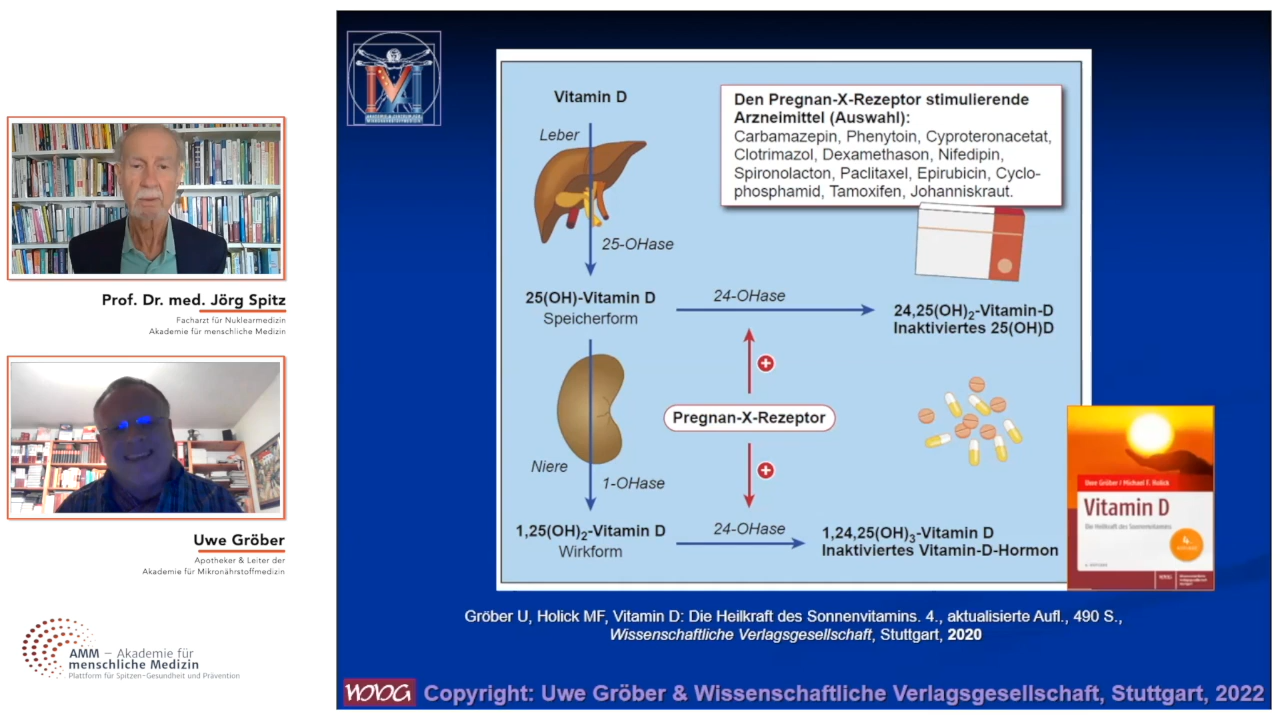 Prof. Dr. med. Jörg Spitz
Facharzt für Nuklearmedizin
Akademie für menschliche Medizin
Uwe Gröber
Apotheker & Leiter der
Akademie für Mikronährstoffmedizin
AMM – Akademie für
menschliche Medizin
Plattform für Spitzen-Gesundheit und Prävention
Vitamin D
Leber
25-OHase
25(OH)-Vitamin D
Speicherform
24-OHase
24,25(OH)2-Vitamin-D
Inaktiviertes 25(OH)D
Den Pregnan-X-Rezeptor stimulierende
Arzneimittel (Auswahl):
Carbamazepin, Phenytoin, Cyproteronacetat,
Clotrimazol, Dexamethason, Nifedipin,
Spironolacton, Paclitaxel, Epirubicin, Cyclo-
phosphamid, Tamoxifen, Johanniskraut.
Pregnan-X-Rezeptor
Niere
1-OHase
1,25(OH)2-Vitamin D
Wirkform
24-OHase
1,24,25(OH)3-Vitamin D
Inaktiviertes Vitamin-D-Hormon
Uwe Gröber / Michael F. Holick
Vitamin D
Die Heilkraft des Sonnenvitamins
4.
Gröber U, Holick MF, Vitamin D: Die Heilkraft des Sonnenvitamins. 4., aktualisierte Aufl., 490 S.,
Wissenschaftliche Verlagsgesellschaft, Stuttgart, 2020
WVG Copyright: Uwe Gröber & Wissenschaftliche Verlagsgesellschaft, Stuttgart, 2022